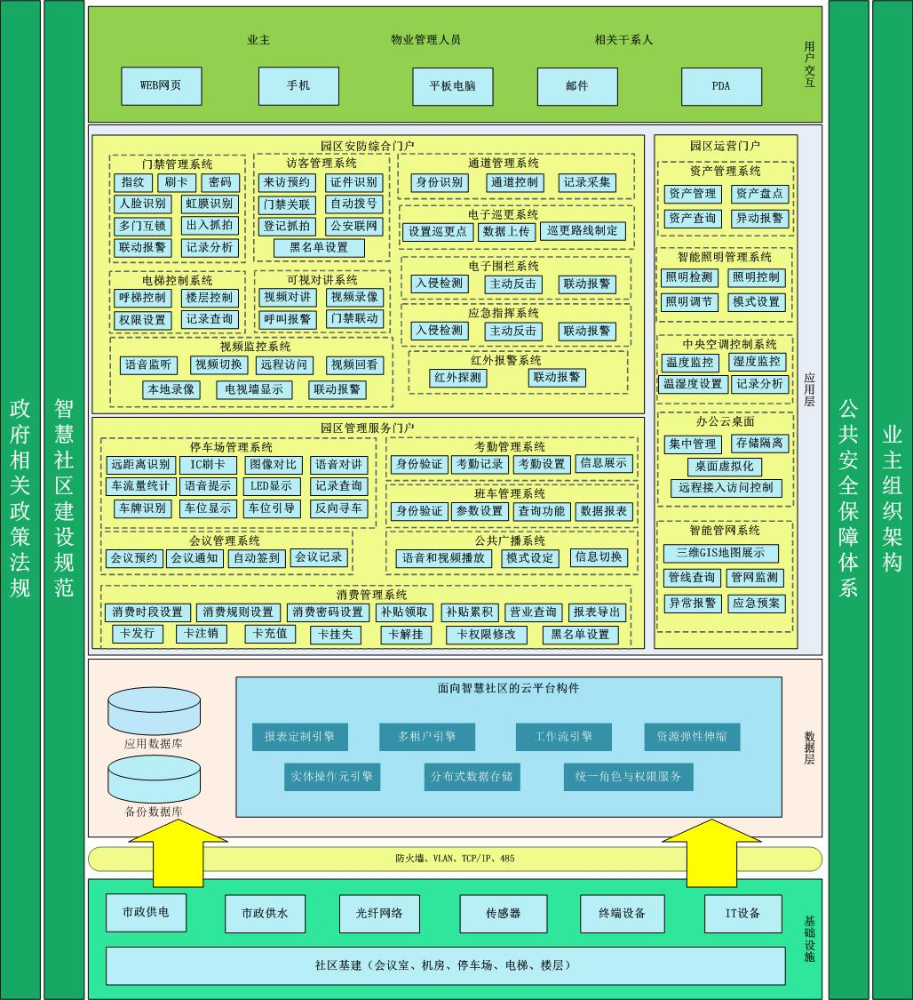 政府相关政策法规
智慧社区建设规范
业主 物业管理人员 相关干系人
WEB网页 手机 平板电脑 邮件 PDA
用户交互
园区安防综合门户
门禁管理系统
指纹 刷卡 密码
人脸识别 虹膜识别
多门互锁 出入抓拍
联动报警 记录分析
访客管理系统
来访预约 证件识别
门禁关联 自动拨号
登记抓拍 公安联网
黑名单设置
通道管理系统
身份识别 通道控制 记录采集
电子巡更系统
设置巡更点 数据上传 巡更路线制定
电子围栏系统
入侵检测 主动反击 联动报警
电梯控制系统
呼梯控制 楼层控制
权限设置 记录查询
可视对讲系统
视频对讲 视频录像
呼叫报警 门禁联动
应急指挥系统
入侵检测 主动反击 联动报警
视频监控系统
语音监听 视频切换 远程访问 视频回看
本地录像 电视墙显示 联动报警
红外报警系统
红外探测 联动报警
园区管理服务门户
停车场管理系统
远距离识别 IC刷卡 图像对比 语音对讲
车流量统计 语音提示 LED显示 记录查询
车牌识别 车位显示 车位引导 反向寻车
考勤管理系统
身份验证 考勤记录 考勤设置 信息展示
班车管理系统
身份验证 参数设置 查询功能 数据报表
会议管理系统
会议预约 会议通知 自动签到 会议记录
公共广播系统
语音和视频播放 模式设定 信息切换
消费管理系统
消费时段设置 消费规则设置 消费密码设置 补贴领取 补贴累积 营业查询 报表导出
卡发行 卡注销 卡充值 卡挂失 卡解挂 卡权限修改 黑名单设置
园区运营门户
资产管理系统
资产管理 资产盘点
资产查询 异动报警
智能照明管理系统
照明检测 照明控制
照明调节 模式设置
中央空调控制系统
温度监控 湿度监控
温湿度设置 记录分析
办公云桌面
集中管理 存储隔离
桌面虚拟化
远程接入访问控制
智能管网系统
三维GIS地图展示
管线查询 管网监测
异常报警 应急预案
应用层
应用数据库
备份数据库
面向智慧社区的云平台构件
报表定制引擎 多租户引擎 工作流引擎 资源弹性伸缩
实体操作元引擎 分布式数据存储 统一角色与权限服务
数据层
防火墙、VLAN、TCP/IP、485
市政供电 市政供水 光纤网络 传感器 终端设备 IT设备
社区基建（会议室、机房、停车场、电梯、楼层）
基础设施
公共安全保障体系
业主组织架构